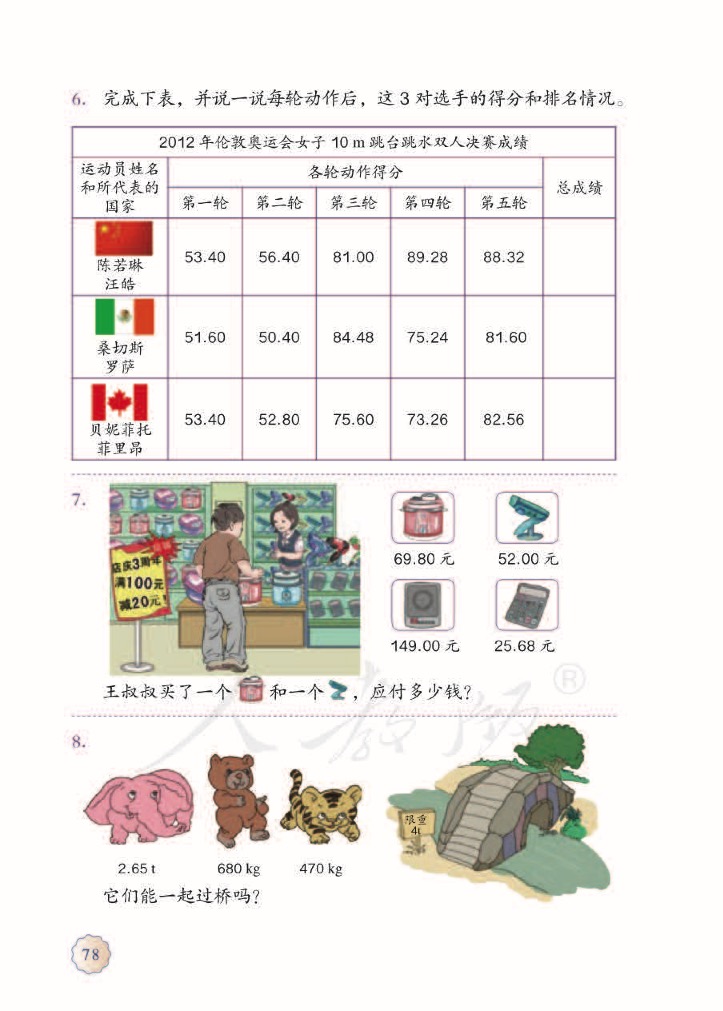 6. 完成下表，并说一说每轮动作后，这 3 对选手的得分和排名情况。
2012 年伦敦奥运会女子 10 m 跳台跳水双人决赛成绩
运动员姓名
和所代表的
国家
各轮动作得分
总成绩
第一轮 第二轮 第三轮 第四轮 第五轮
陈若琳
汪皓
53.40 56.40 81.00 89.28 88.32
桑切斯
罗萨
51.60 50.40 84.48 75.24 81.60
贝妮菲托
菲里昂
53.40 52.80 75.60 73.26 82.56
7.
店庆3周年
满100元
减20元！
69.80 元 52.00 元
149.00 元 25.68 元
王叔叔买了一个 和一个 ，应付多少钱？
人教师®
8.
限重
4t
2.65 t 680 kg 470 kg
它们能一起过桥吗？
78